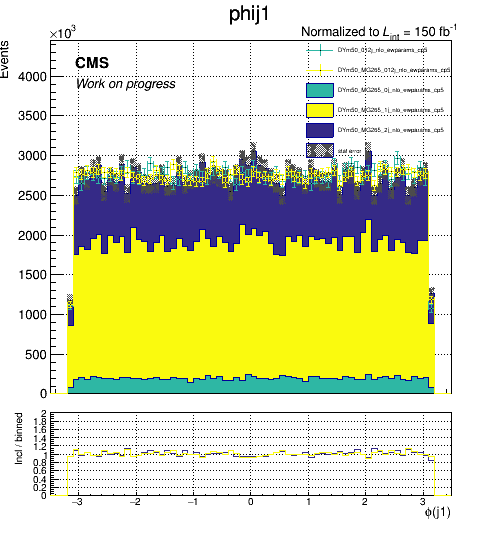 phij1
Normalized to L_int = 150 fb⁻¹
×10³
Events
CMS
Work on progress
DYm50_012j_nlo_ewparams_cp5
DYm50_MG265_012j_nlo_ewparams_cp5
DYm50_MG265_0j_nlo_ewparams_cp5
DYm50_MG265_1j_nlo_ewparams_cp5
DYm50_MG265_2j_nlo_ewparams_cp5
stat error
4000
3500
3000
2500
2000
1500
1000
500
0
Incl / binned
2
1.8
1.6
1.4
1.2
1
0.8
0.6
0.4
0.2
0
−3 −2 −1 0 1 2 3
ϕ(j1)